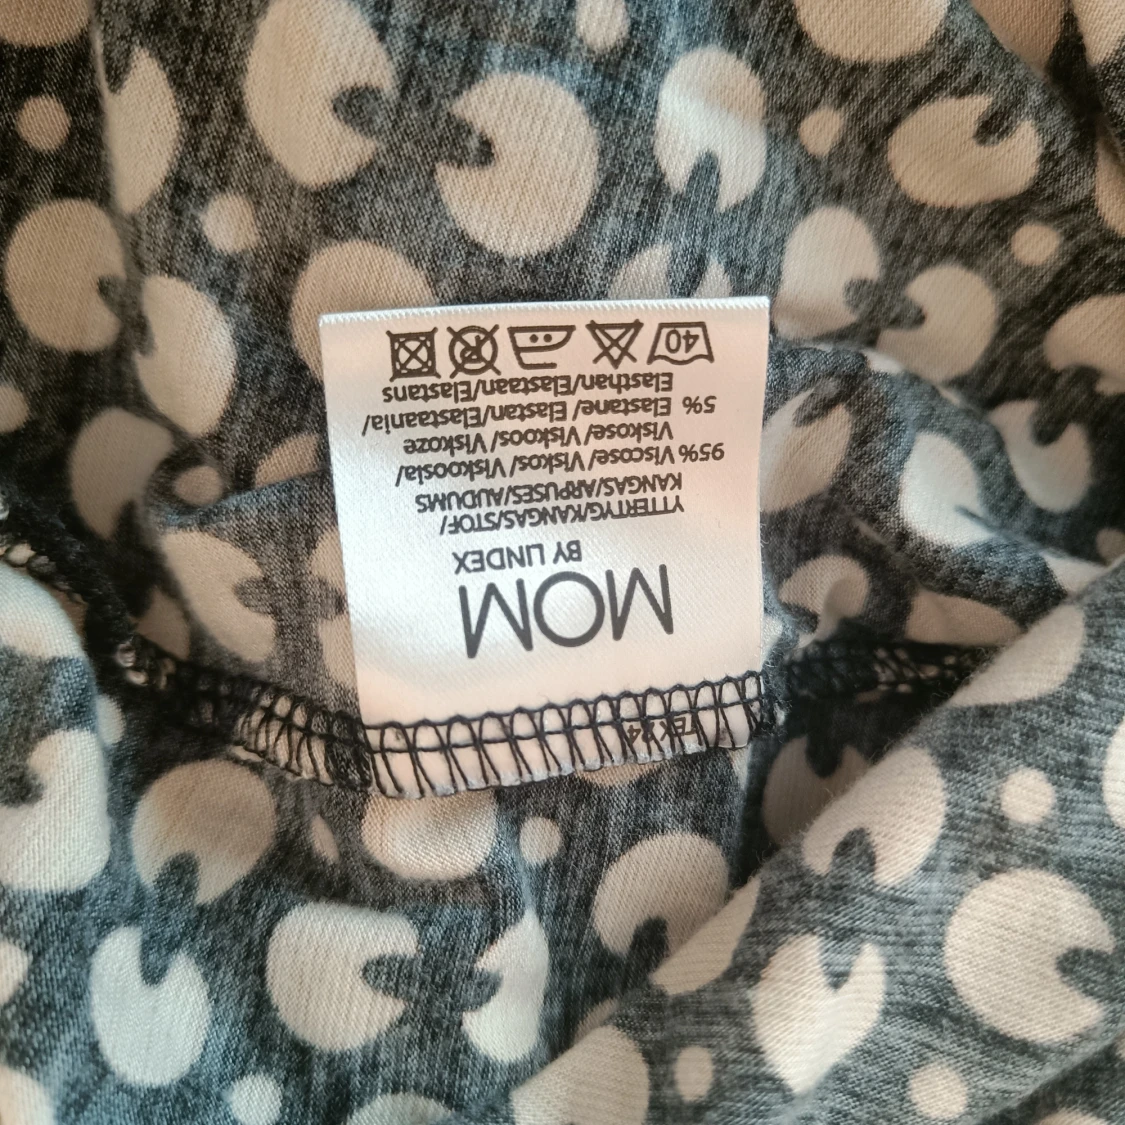 MOM
BY LINDEX
YTTERTYG/KANGAS/STOF/
KANGAS/ARPUSES/AUDUMS
95% Viscose/ Viskos/ Viskoosia/
Viskose/ Viskoos/ Viskoze
5% Elastane/ Elastan/ Elastaania/
Elasthan/Elastaan/Elastans
40